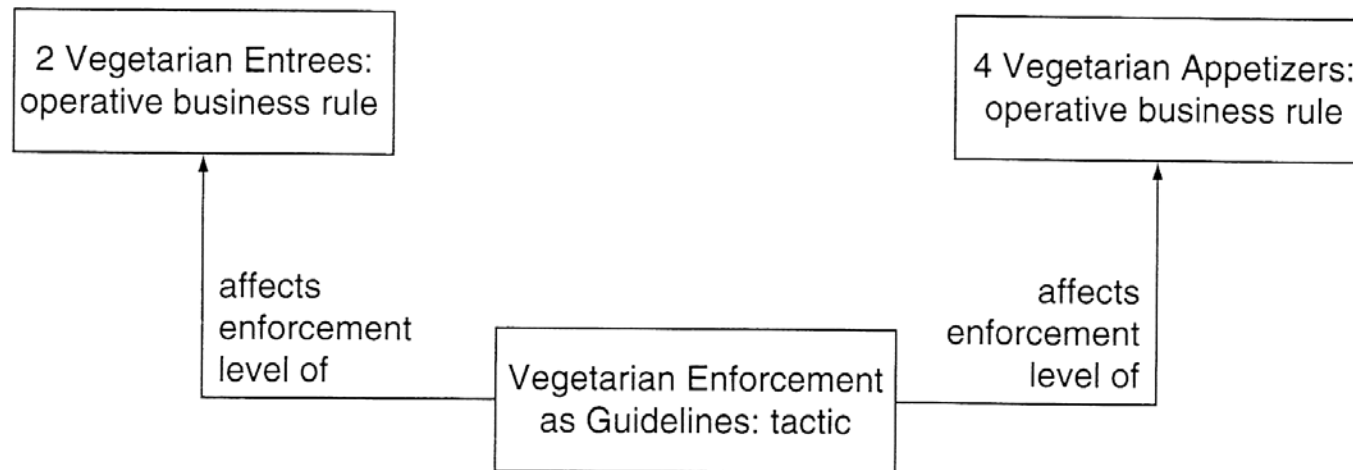 2 Vegetarian Entrees:
operative business rule
4 Vegetarian Appetizers:
operative business rule
affects
enforcement
level of
affects
enforcement
level of
Vegetarian Enforcement
as Guidelines: tactic